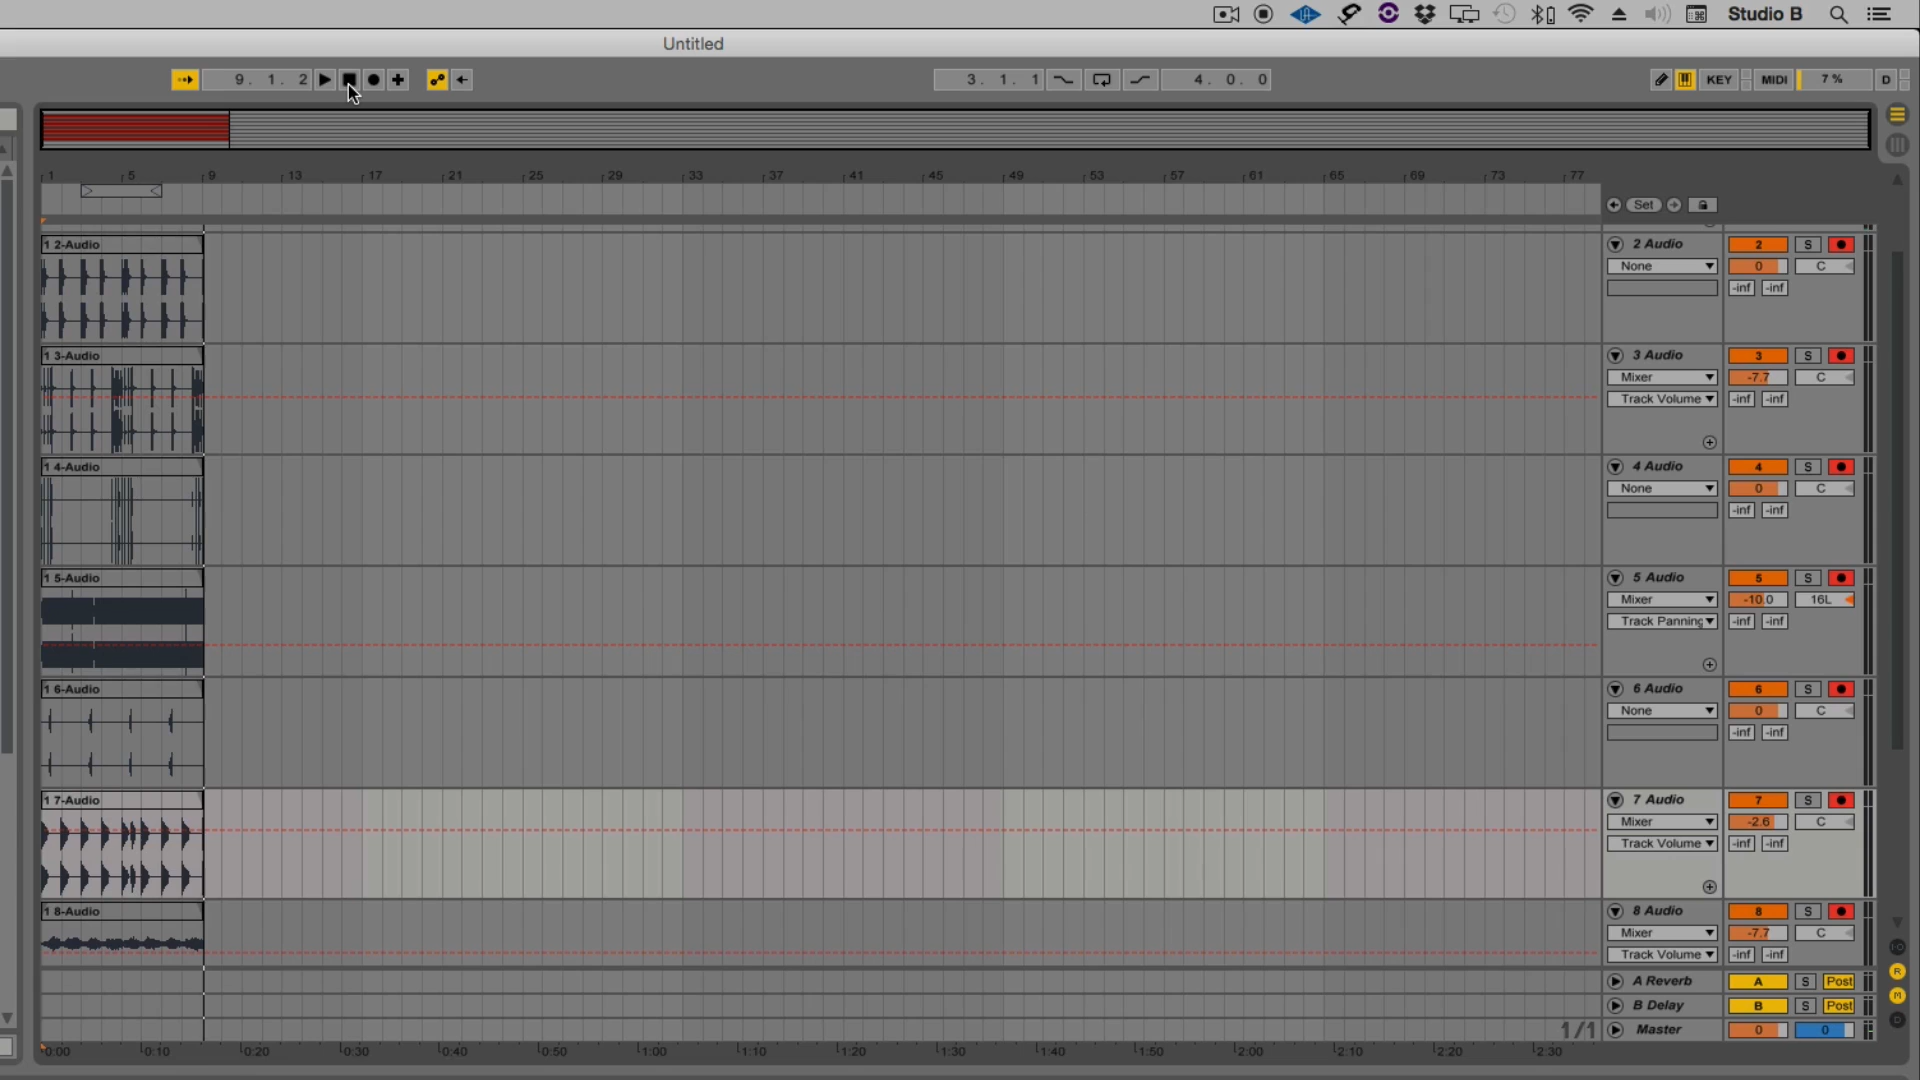 Studio B
Untitled
9. 1. 2
3. 1. 1
4. 0. 0
KEY
MIDI
7 %
D
1 5 9 13 17 21 25 29 33 37 41 45 49 53 57 61 65 69 73 77
Set
1 2-Audio
2 Audio 2 S
None 0 C
-inf -inf
1 3-Audio
3 Audio 3 S
Mixer -7.7 C
Track Volume -inf -inf
1 4-Audio
4 Audio 4 S
None 0 C
-inf -inf
1 5-Audio
5 Audio 5 S
Mixer -10.0 16L
Track Panning -inf -inf
1 6-Audio
6 Audio 6 S
None 0 C
-inf -inf
1 7-Audio
7 Audio 7 S
Mixer -2.6 C
Track Volume -inf -inf
1 8-Audio
8 Audio 8 S
Mixer -7.7 C
Track Volume -inf -inf
A Reverb A S Post
B Delay B S Post
1/1 Master 0 0
R
M
D
0:00 0:10 0:20 0:30 0:40 0:50 1:00 1:10 1:20 1:30 1:40 1:50 2:00 2:10 2:20 2:30